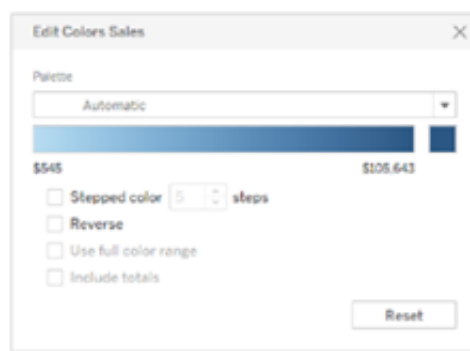 Edit Colors Sales
Palette
Automatic
$545 $105,643
Stepped color 5 steps
Reverse
Use full color range
Include totals
Reset